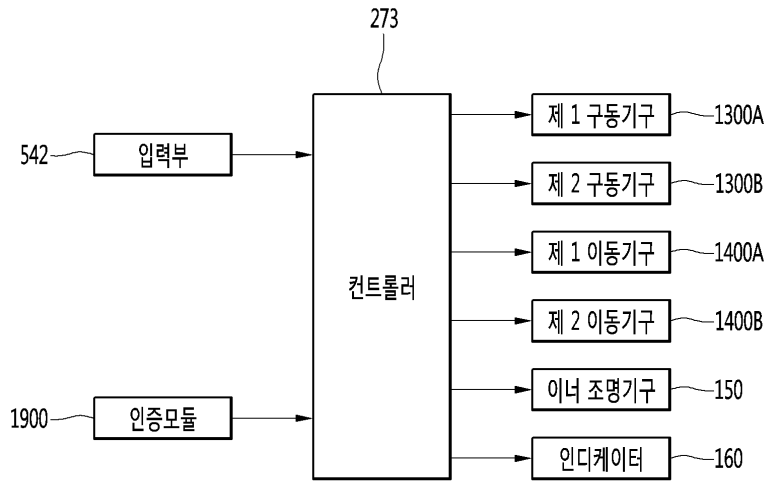 273
제 1 구동기구 1300A
542 입력부
제 2 구동기구 1300B
제 1 이동기구 1400A
컨트롤러
제 2 이동기구 1400B
이너 조명기구 150
1900 인증모듈
인디케이터 160